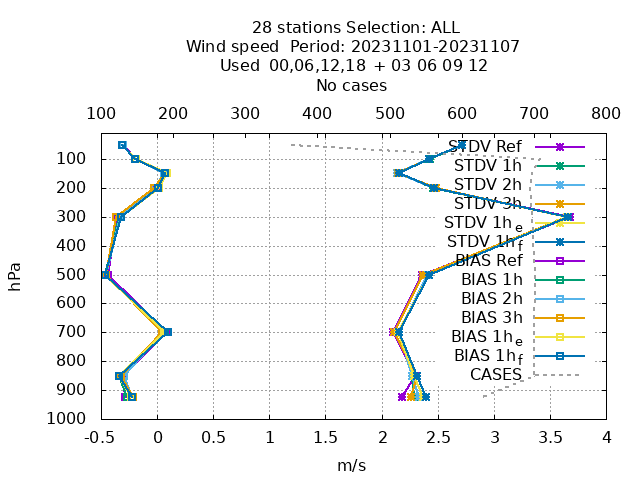 28 stations Selection: ALL
Wind speed  Period: 20231101-20231107
Used  00,06,12,18 + 03 06 09 12
No cases
100 200 300 400 500 600 700 800
100
200
300
400
500
600
700
800
900
1000
hPa
STDV Ref
STDV 1h
STDV 2h
STDV 3h
STDV 1he
STDV 1hf
BIAS Ref
BIAS 1h
BIAS 2h
BIAS 3h
BIAS 1he
BIAS 1hf
CASES
-0.5 0 0.5 1 1.5 2 2.5 3 3.5 4
m/s